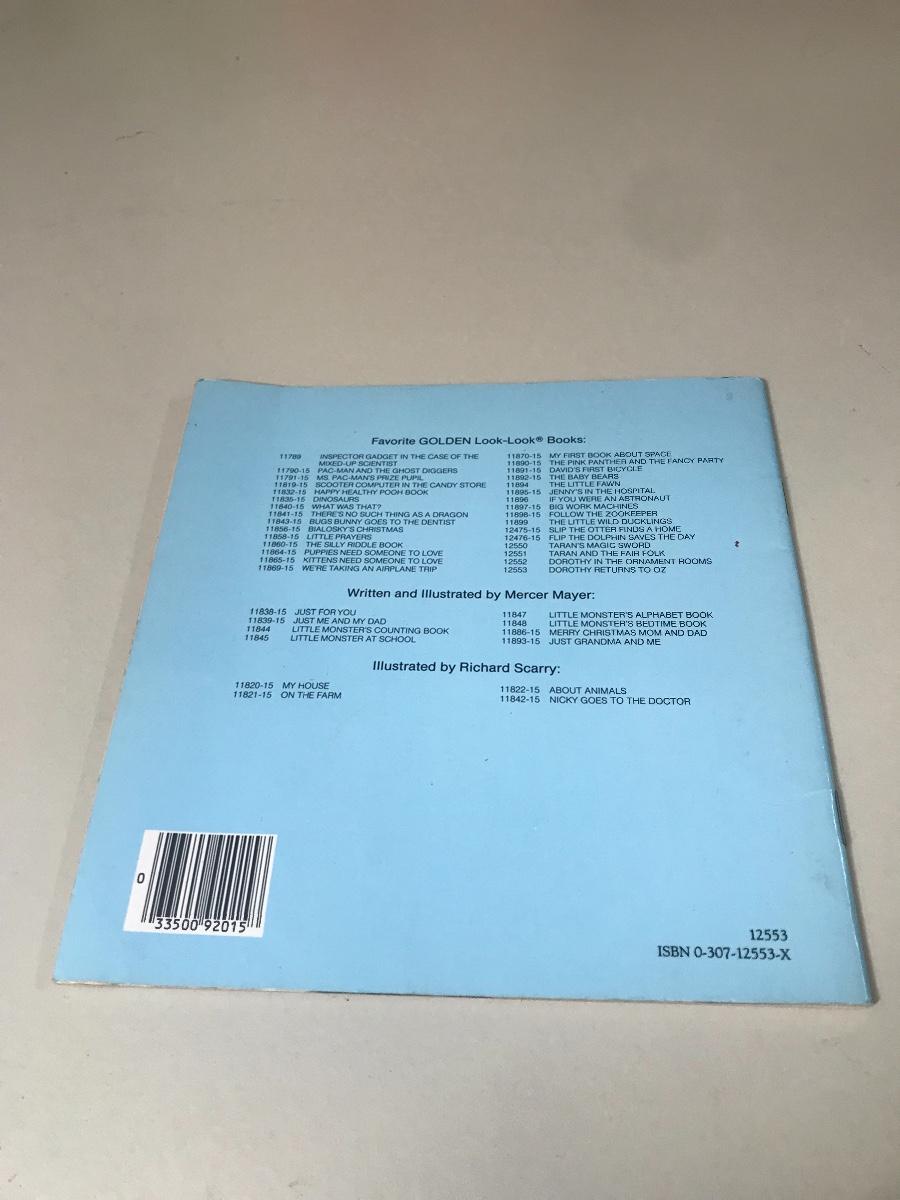 Favorite GOLDEN Look-Look® Books:
11789 INSPECTOR GADGET IN THE CASE OF THE
MIXED-UP SCIENTIST
11790-15 PAC-MAN AND THE GHOST DIGGERS
11791-15 MS. PAC-MAN'S PRIZE PUPIL
11819-15 SCOOTER COMPUTER IN THE CANDY STORE
11832-15 HAPPY HEALTHY POOH BOOK
11835-15 DINOSAURS
11840-15 WHAT WAS THAT?
11841-15 THERE'S NO SUCH THING AS A DRAGON
11843-15 BUGS BUNNY GOES TO THE DENTIST
11856-15 BIALOSKY'S CHRISTMAS
11858-15 LITTLE PRAYERS
11860-15 THE SILLY RIDDLE BOOK
11864-15 PUPPIES NEED SOMEONE TO LOVE
11865-15 KITTENS NEED SOMEONE TO LOVE
11869-15 WE'RE TAKING AN AIRPLANE TRIP
11870-15 MY FIRST BOOK ABOUT SPACE
11890-15 THE PINK PANTHER AND THE FANCY PARTY
11891-15 DAVID'S FIRST BICYCLE
11892-15 THE BABY BEARS
11894 THE LITTLE FAWN
11895-15 JENNY'S IN THE HOSPITAL
11896 IF YOU WERE AN ASTRONAUT
11897-15 BIG WORK MACHINES
11898-15 FOLLOW THE ZOOKEEPER
11899 THE LITTLE WILD DUCKLINGS
12475-15 SLIP THE OTTER FINDS A HOME
12476-15 FLIP THE DOLPHIN SAVES THE DAY
12550 TARAN'S MAGIC SWORD
12551 TARAN AND THE FAIR FOLK
12552 DOROTHY IN THE ORNAMENT ROOMS
12553 DOROTHY RETURNS TO OZ
Written and Illustrated by Mercer Mayer:
11838-15 JUST FOR YOU
11839-15 JUST ME AND MY DAD
11844 LITTLE MONSTER'S COUNTING BOOK
11845 LITTLE MONSTER AT SCHOOL
11847 LITTLE MONSTER'S ALPHABET BOOK
11848 LITTLE MONSTER'S BEDTIME BOOK
11886-15 MERRY CHRISTMAS MOM AND DAD
11893-15 JUST GRANDMA AND ME
Illustrated by Richard Scarry:
11820-15 MY HOUSE
11821-15 ON THE FARM
11822-15 ABOUT ANIMALS
11842-15 NICKY GOES TO THE DOCTOR
0 33500 92015
12553
ISBN 0-307-12553-X